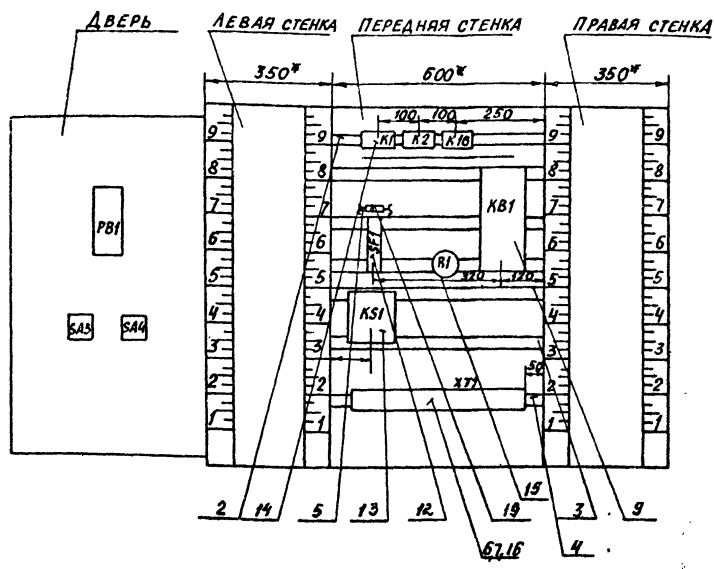 ДВЕРЬ ЛЕВАЯ СТЕНКА ПЕРЕДНЯЯ СТЕНКА ПРАВАЯ СТЕНКА
350* 600* 350*
100 100 250
9 9 K1 K2 K18 9 9
8 8 8 8
PB1 7 7 KB1 7 7
6 6 SF1 R1 6 6
320 120
5 5 5 5
SA3 SA4 4 4 KS1 4 4
3 3 3 3
50
2 2 XT1 2 2
1 1 1 1
2 14 5 13 12 19 15 3 9
67,16 4